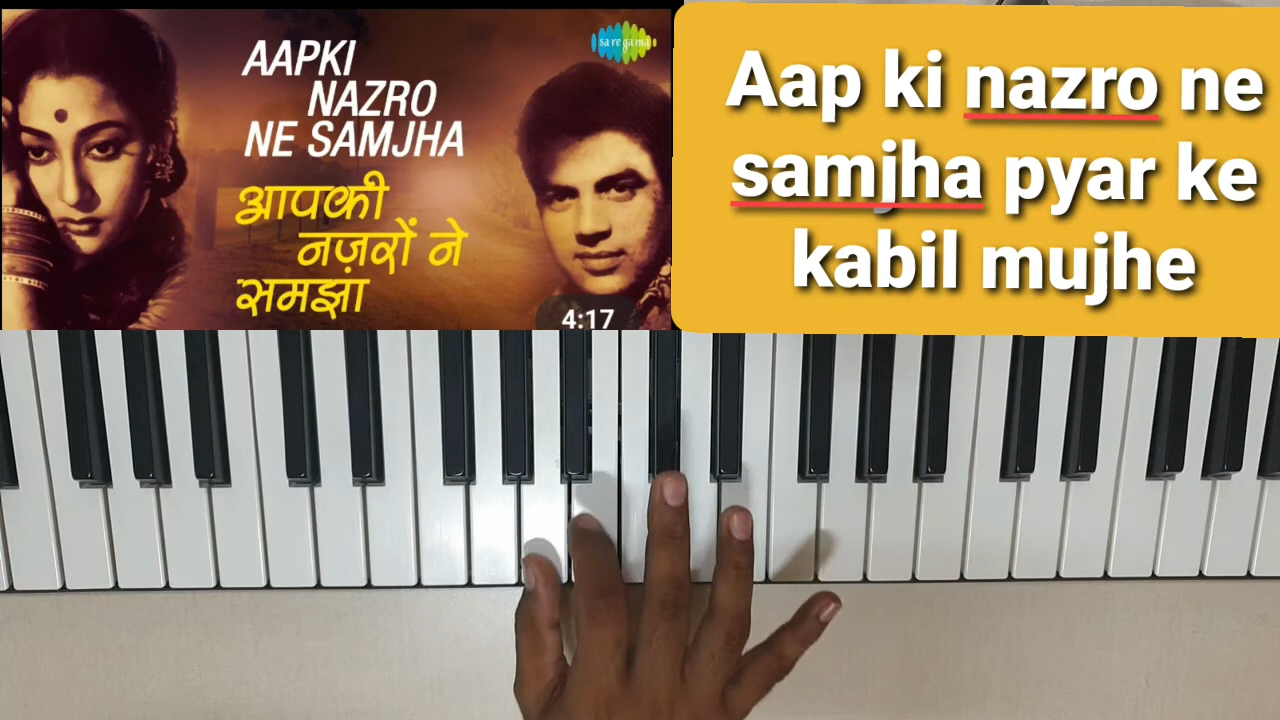 AAPKI
NAZRO
NE SAMJHA
आपकी
नज़रों ने
समझा
saregama
4:17
Aap ki nazro ne
samjha pyar ke
kabil mujhe